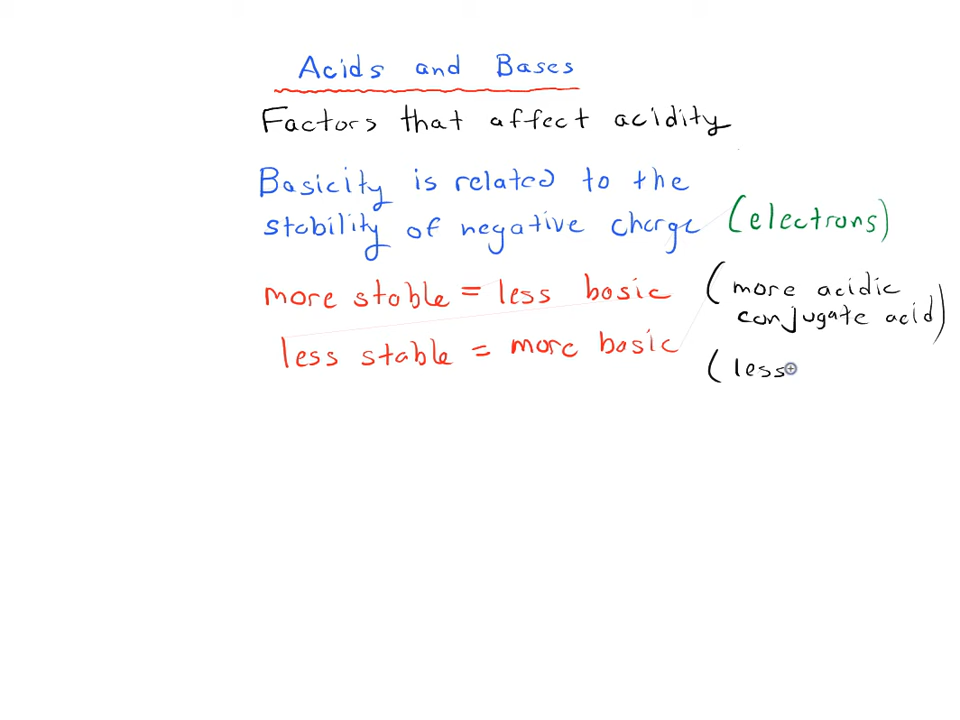 Acids and Bases
Factors that affect acidity
Basicity is related to the
stability of negative charge (electrons)
more stable = less basic (more acidic
conjugate acid)
less stable = more basic
(less